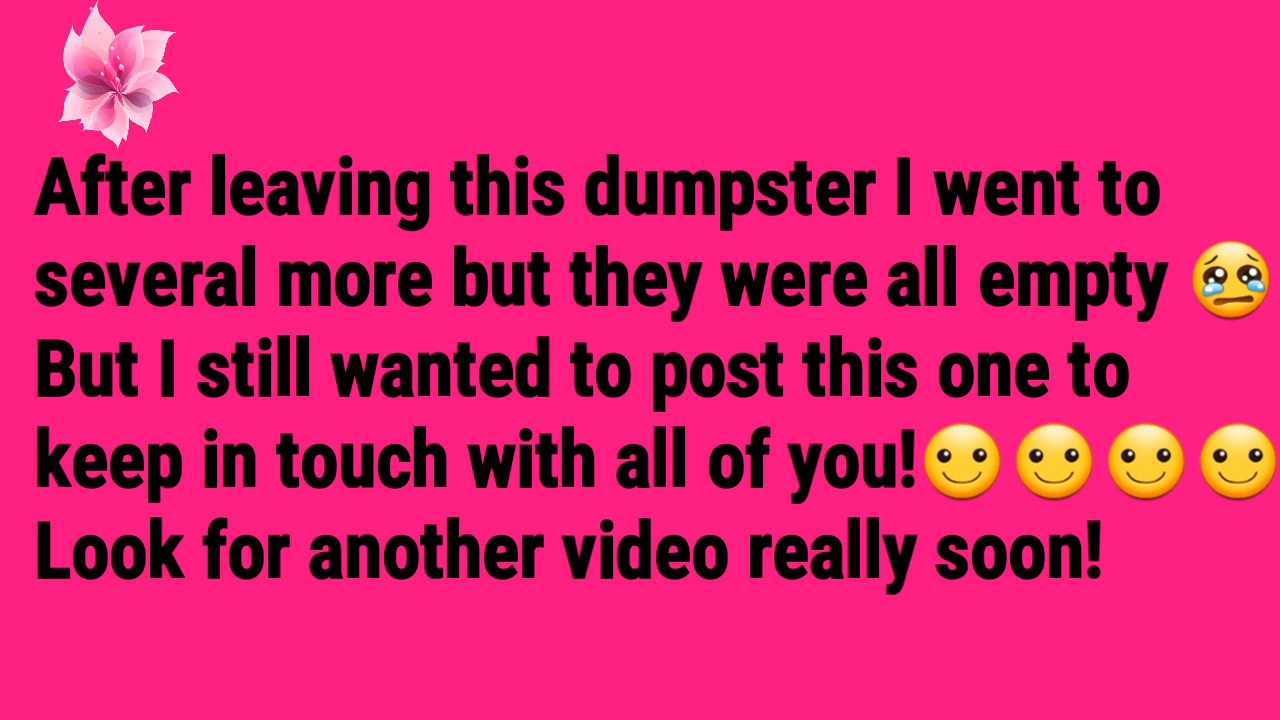 After leaving this dumpster I went to
several more but they were all empty 😢
But I still wanted to post this one to
keep in touch with all of you!🙂🙂🙂🙂
Look for another video really soon!